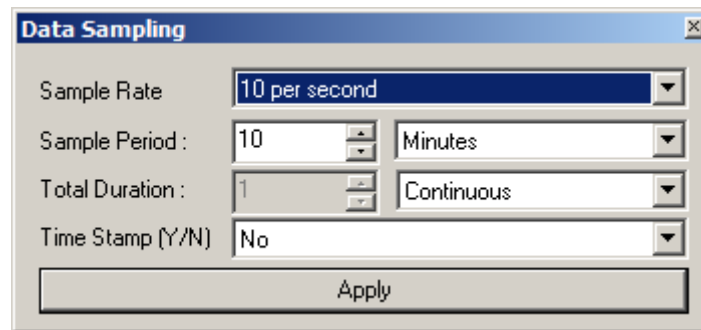 Data Sampling
Sample Rate 10 per second
Sample Period : 10 Minutes
Total Duration : 1 Continuous
Time Stamp (Y/N) No
Apply